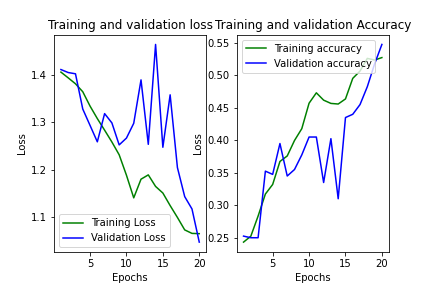 Training and validation loss
Training and validation Accuracy
Loss
1.4
1.3
1.2
1.1
Training Loss
Validation Loss
5
10
15
20
Epochs
Loss
0.55
0.50
0.45
0.40
0.35
0.30
0.25
Training accuracy
Validation accuracy
5
10
15
20
Epochs